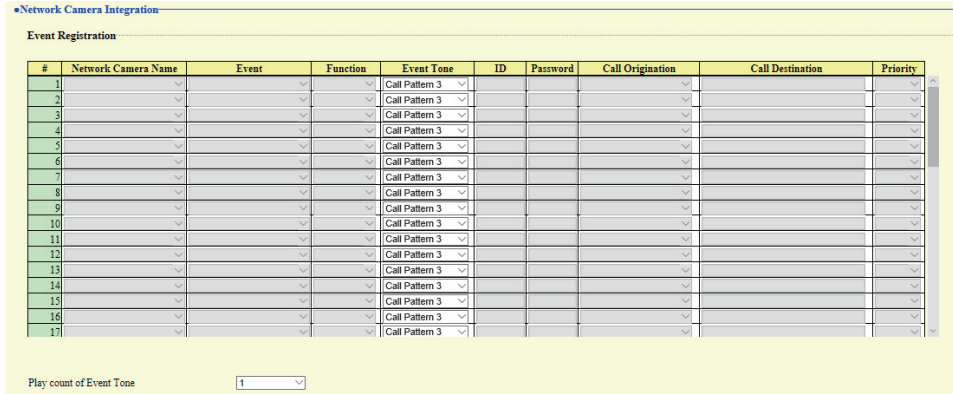 ●Network Camera Integration
Event Registration
# Network Camera Name Event Function Event Tone ID Password Call Origination Call Destination Priority
1 Call Pattern 3
2 Call Pattern 3
3 Call Pattern 3
4 Call Pattern 3
5 Call Pattern 3
6 Call Pattern 3
7 Call Pattern 3
8 Call Pattern 3
9 Call Pattern 3
10 Call Pattern 3
11 Call Pattern 3
12 Call Pattern 3
13 Call Pattern 3
14 Call Pattern 3
15 Call Pattern 3
16 Call Pattern 3
17 Call Pattern 3
Play count of Event Tone 1